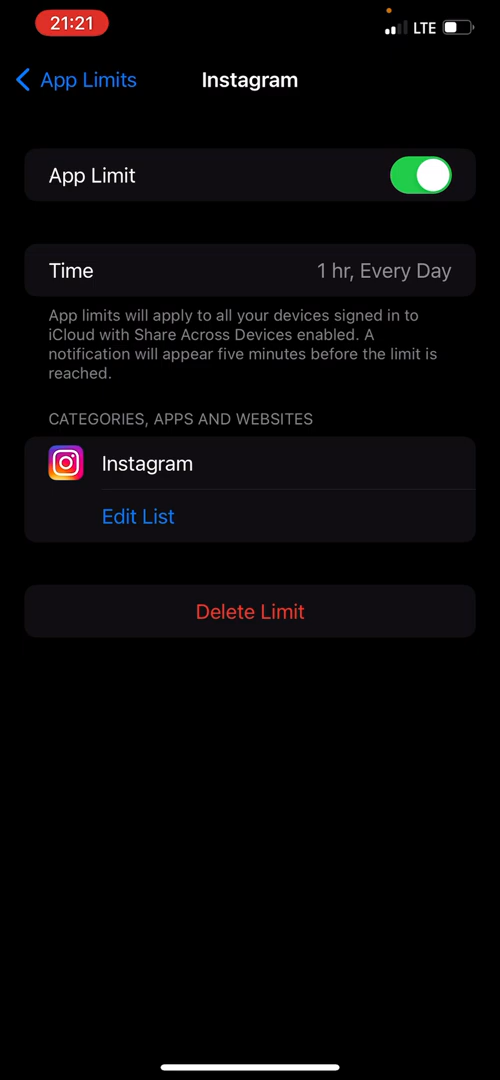 21:21
LTE
App Limits
Instagram
App Limit
Time
1 hr, Every Day
App limits will apply to all your devices signed in to
iCloud with Share Across Devices enabled. A
notification will appear five minutes before the limit is
reached.
CATEGORIES, APPS AND WEBSITES
Instagram
Edit List
Delete Limit